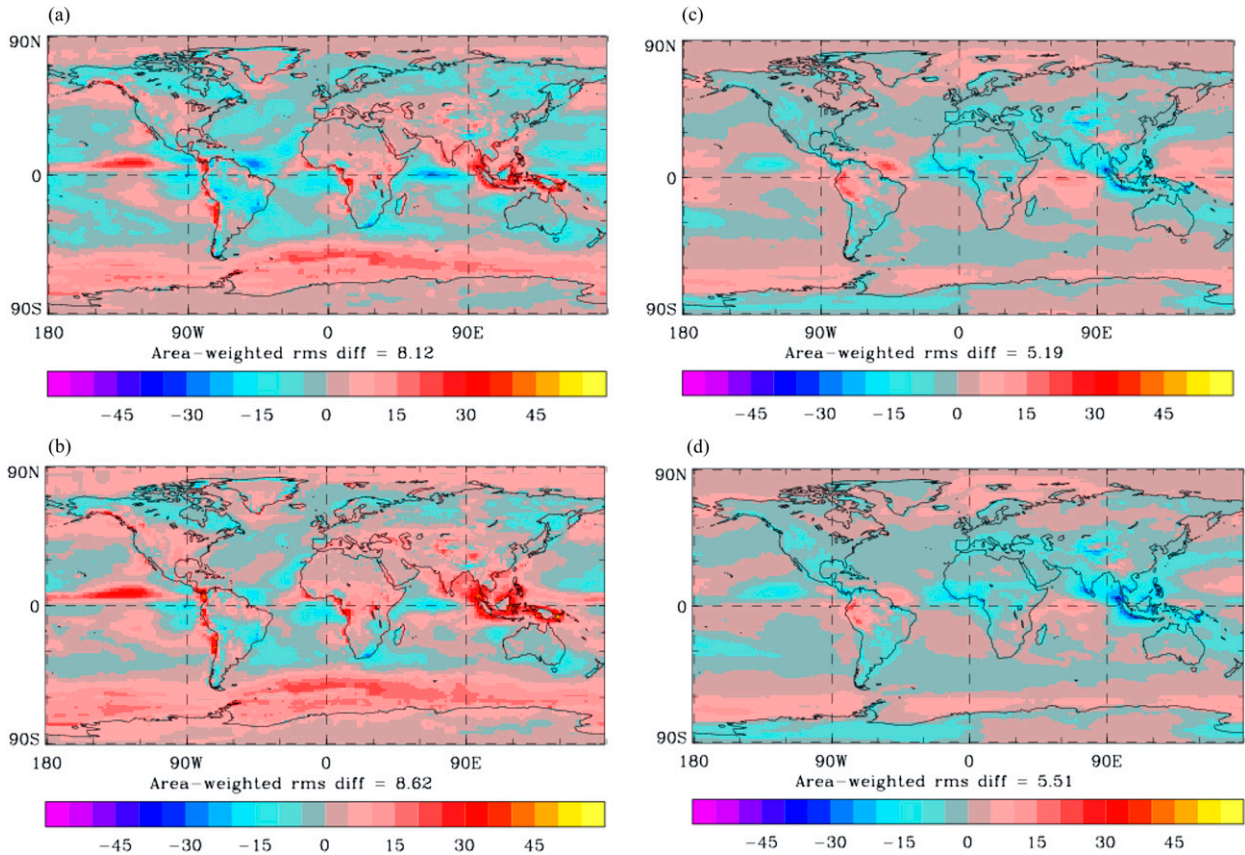 (a)
90N
0
90S
180 90W 0 90E
Area-weighted rms diff = 8.12
−45 −30 −15 0 15 30 45
(b)
90N
0
90S
180 90W 0 90E
Area-weighted rms diff = 8.62
−45 −30 −15 0 15 30 45
(c)
90N
0
90S
180 90W 0 90E
Area-weighted rms diff = 5.19
−45 −30 −15 0 15 30 45
(d)
90N
0
90S
180 90W 0 90E
Area-weighted rms diff = 5.51
−45 −30 −15 0 15 30 45